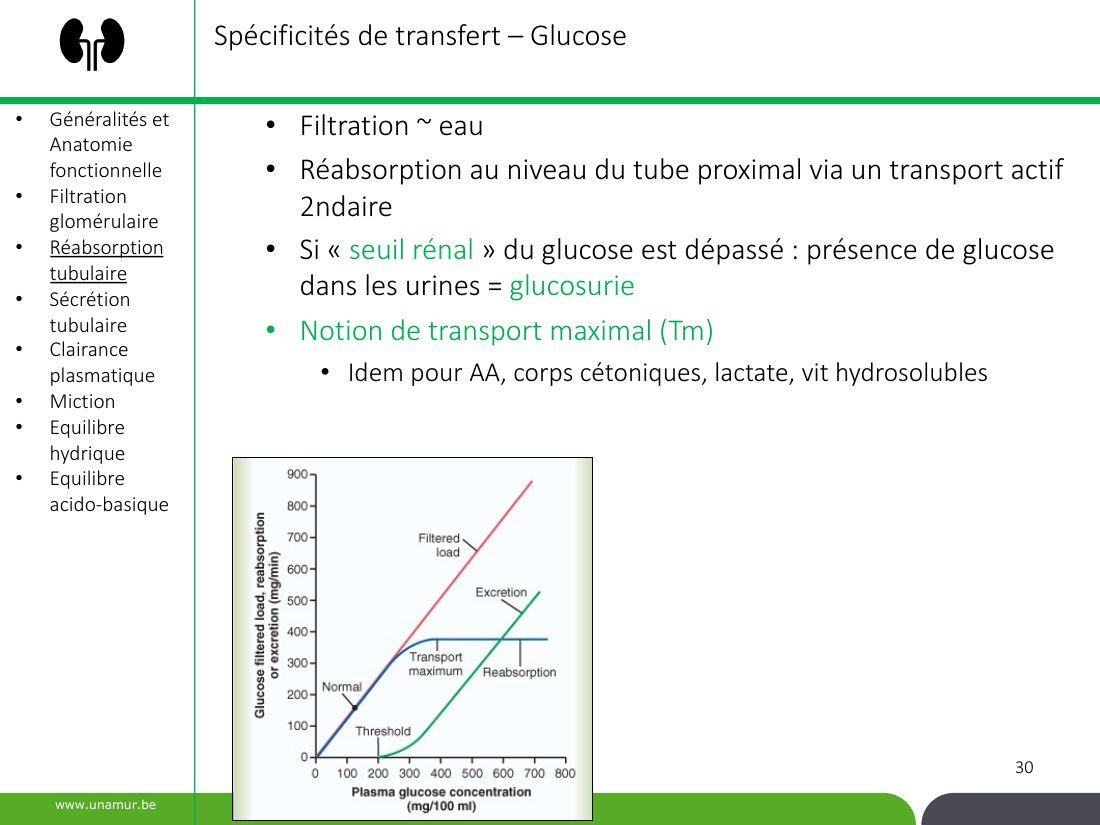 Spécificités de transfert – Glucose
• Généralités et
Anatomie
fonctionnelle
• Filtration
glomérulaire
• Réabsorption
tubulaire
• Sécrétion
tubulaire
• Clairance
plasmatique
• Miction
• Equilibre
hydrique
• Equilibre
acido-basique
• Filtration ~ eau
• Réabsorption au niveau du tube proximal via un transport actif
2ndaire
• Si « seuil rénal » du glucose est dépassé : présence de glucose
dans les urines = glucosurie
• Notion de transport maximal (Tm)
• Idem pour AA, corps cétoniques, lactate, vit hydrosolubles
Glucose filtered load, reabsorption
or excretion (mg/min)
900
800
700
600
500
400
300
200
100
0
Filtered
load
Excretion
Transport
maximum
Reabsorption
Normal
Threshold
0 100 200 300 400 500 600 700 800
Plasma glucose concentration
(mg/100 ml)
30
www.unamur.be